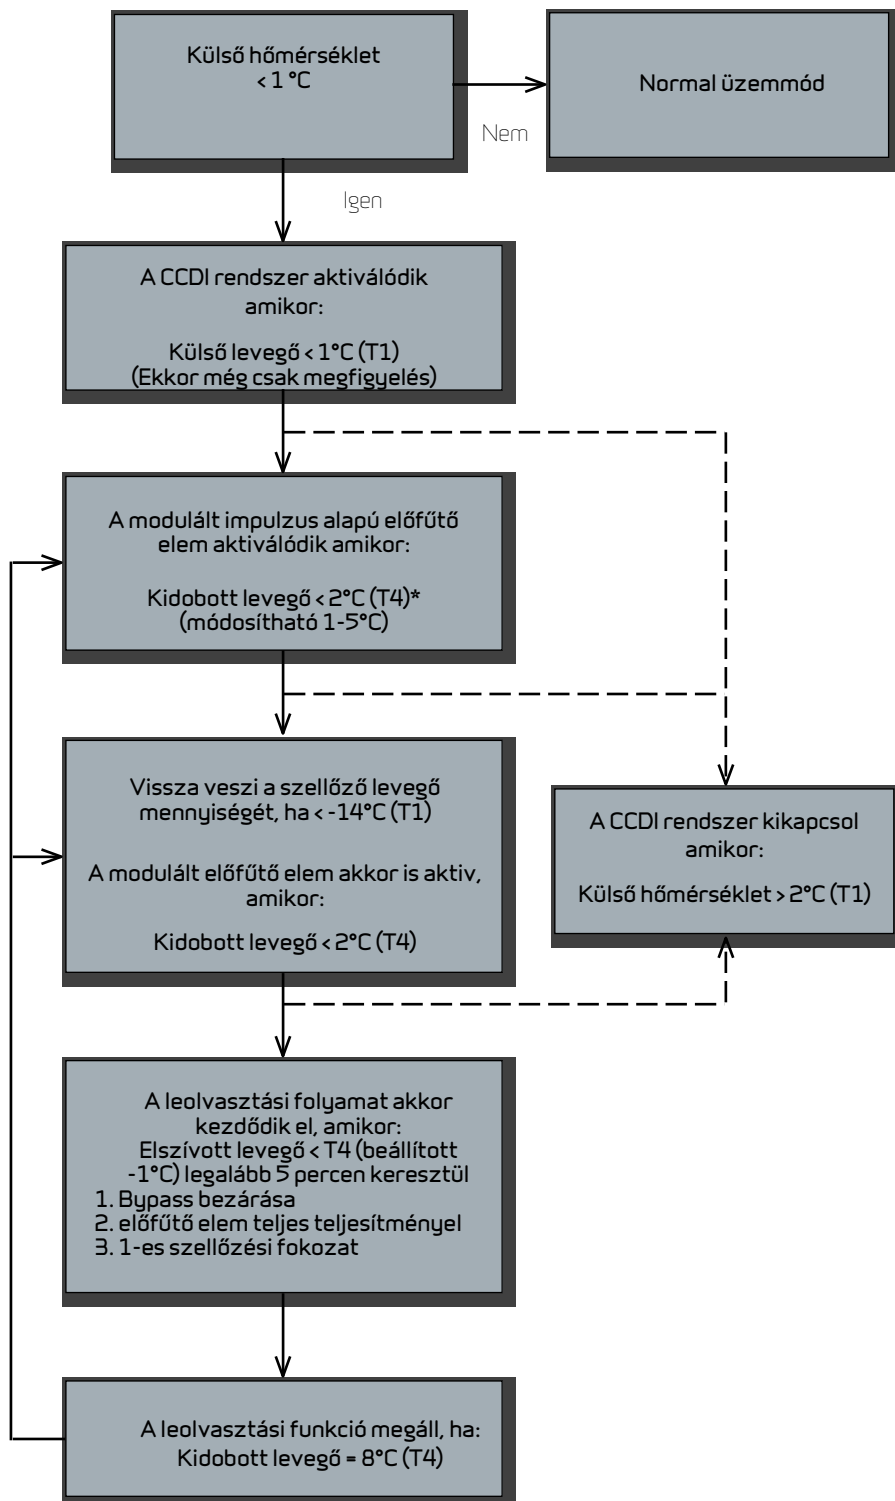 Külső hőmérséklet
< 1 °C
Normal üzemmód
Nem
Igen
A CCDI rendszer aktiválódik
amikor:
Külső levegő < 1°C (T1)
(Ekkor még csak megfigyelés)
A modulált impulzus alapú előfűtő
elem aktiválódik amikor:
Kidobott levegő < 2°C (T4)*
(módosítható 1-5°C)
Vissza veszi a szellőző levegő
mennyiségét, ha < -14°C (T1)
A modulált előfűtő elem akkor is aktiv,
amikor:
Kidobott levegő < 2°C (T4)
A CCDI rendszer kikapcsol
amikor:
Külső hőmérséklet > 2°C (T1)
A leolvasztási folyamat akkor
kezdődik el, amikor:
Elszívott levegő < T4 (beállított
-1°C) legalább 5 percen keresztül
1. Bypass bezárása
2. előfűtő elem teljes teljesítményel
3. 1-es szellőzési fokozat
A leolvasztási funkció megáll, ha:
Kidobott levegő = 8°C (T4)